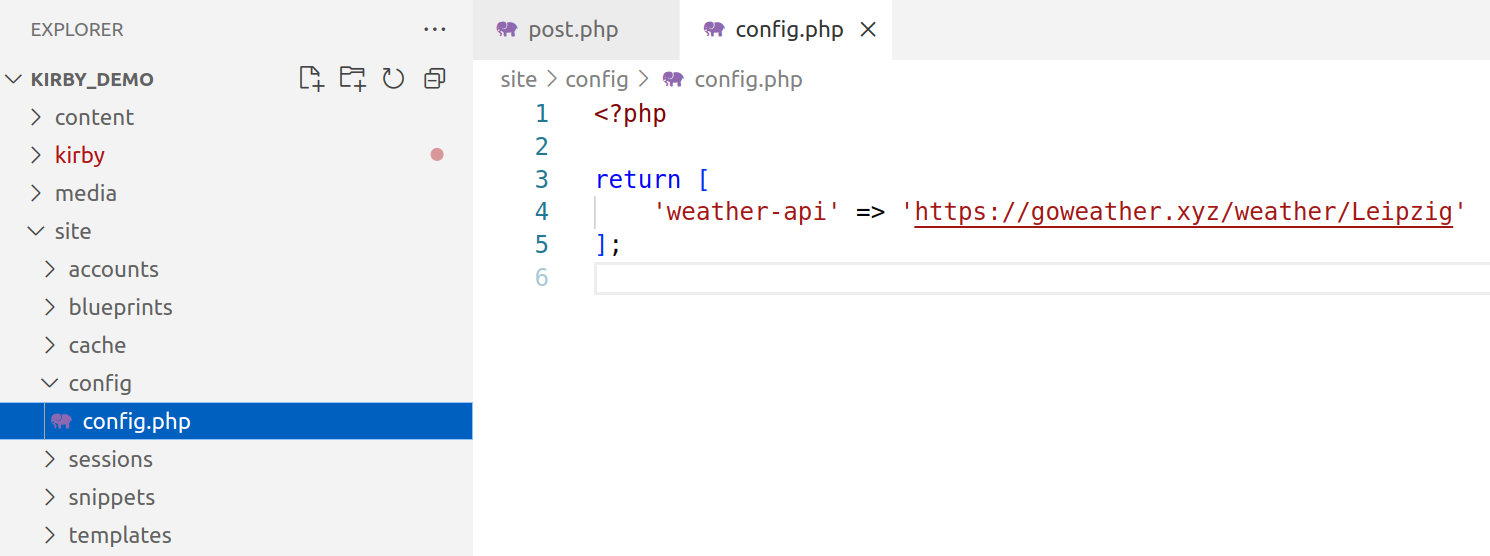 EXPLORER
KIRBY_DEMO
content
kirby
media
site
accounts
blueprints
cache
config
config.php
sessions
snippets
templates
post.php
config.php
site > config > config.php
1 <?php
2
3 return [
4     'weather-api' => 'https://goweather.xyz/weather/Leipzig'
5 ];
6